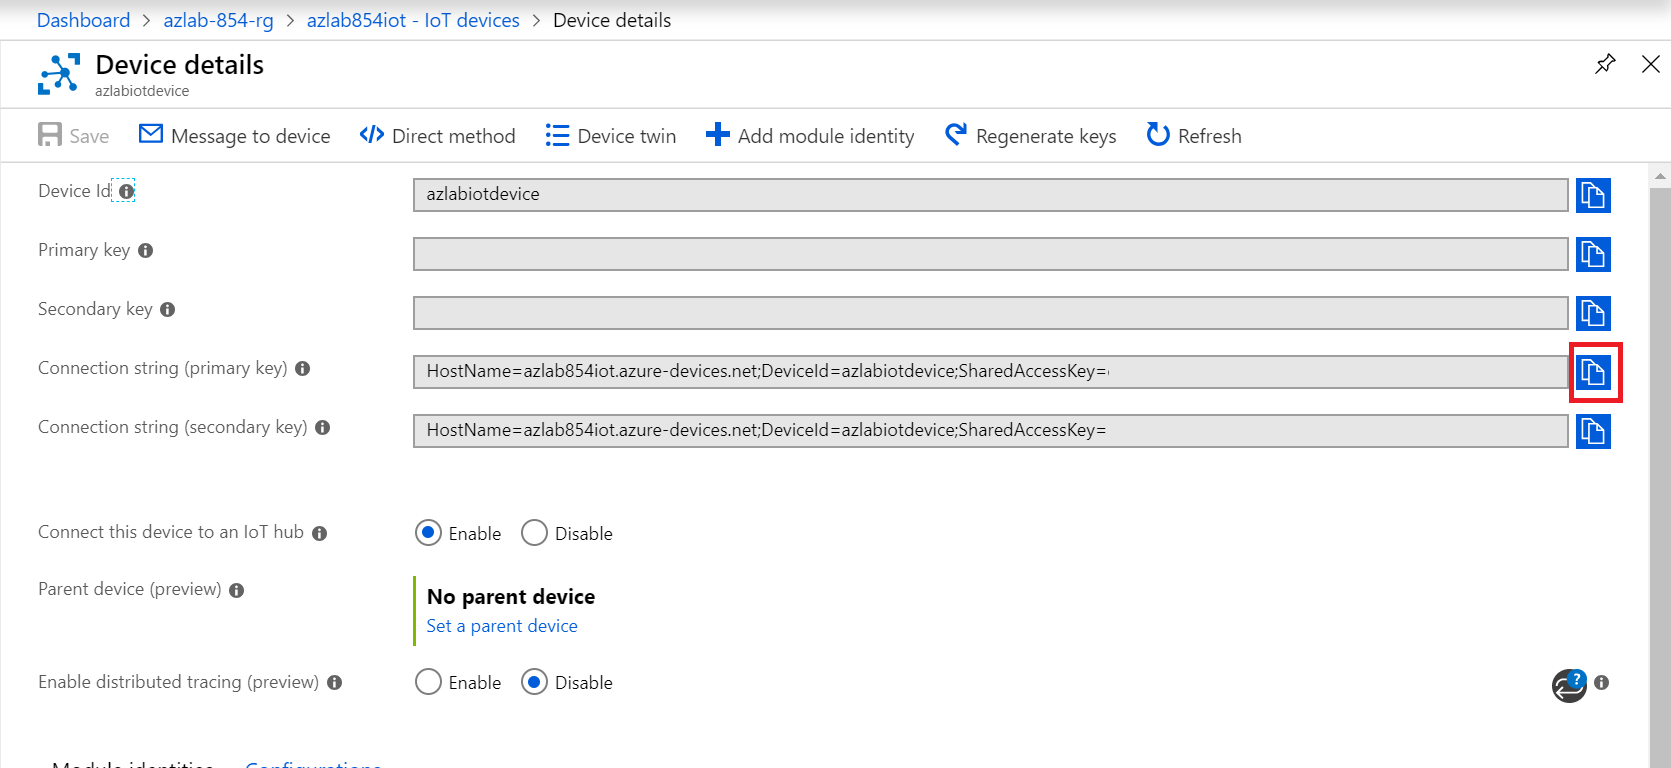 Dashboard > azlab-854-rg > azlab854iot - IoT devices > Device details
Device details
azlabiotdevice
Save Message to device Direct method Device twin Add module identity Regenerate keys Refresh
Device Id azlabiotdevice
Primary key
Secondary key
Connection string (primary key) HostName=azlab854iot.azure-devices.net;DeviceId=azlabiotdevice;SharedAccessKey=
Connection string (secondary key) HostName=azlab854iot.azure-devices.net;DeviceId=azlabiotdevice;SharedAccessKey=
Connect this device to an IoT hub Enable Disable
Parent device (preview) No parent device
Set a parent device
Enable distributed tracing (preview) Enable Disable
Module identities Configurations